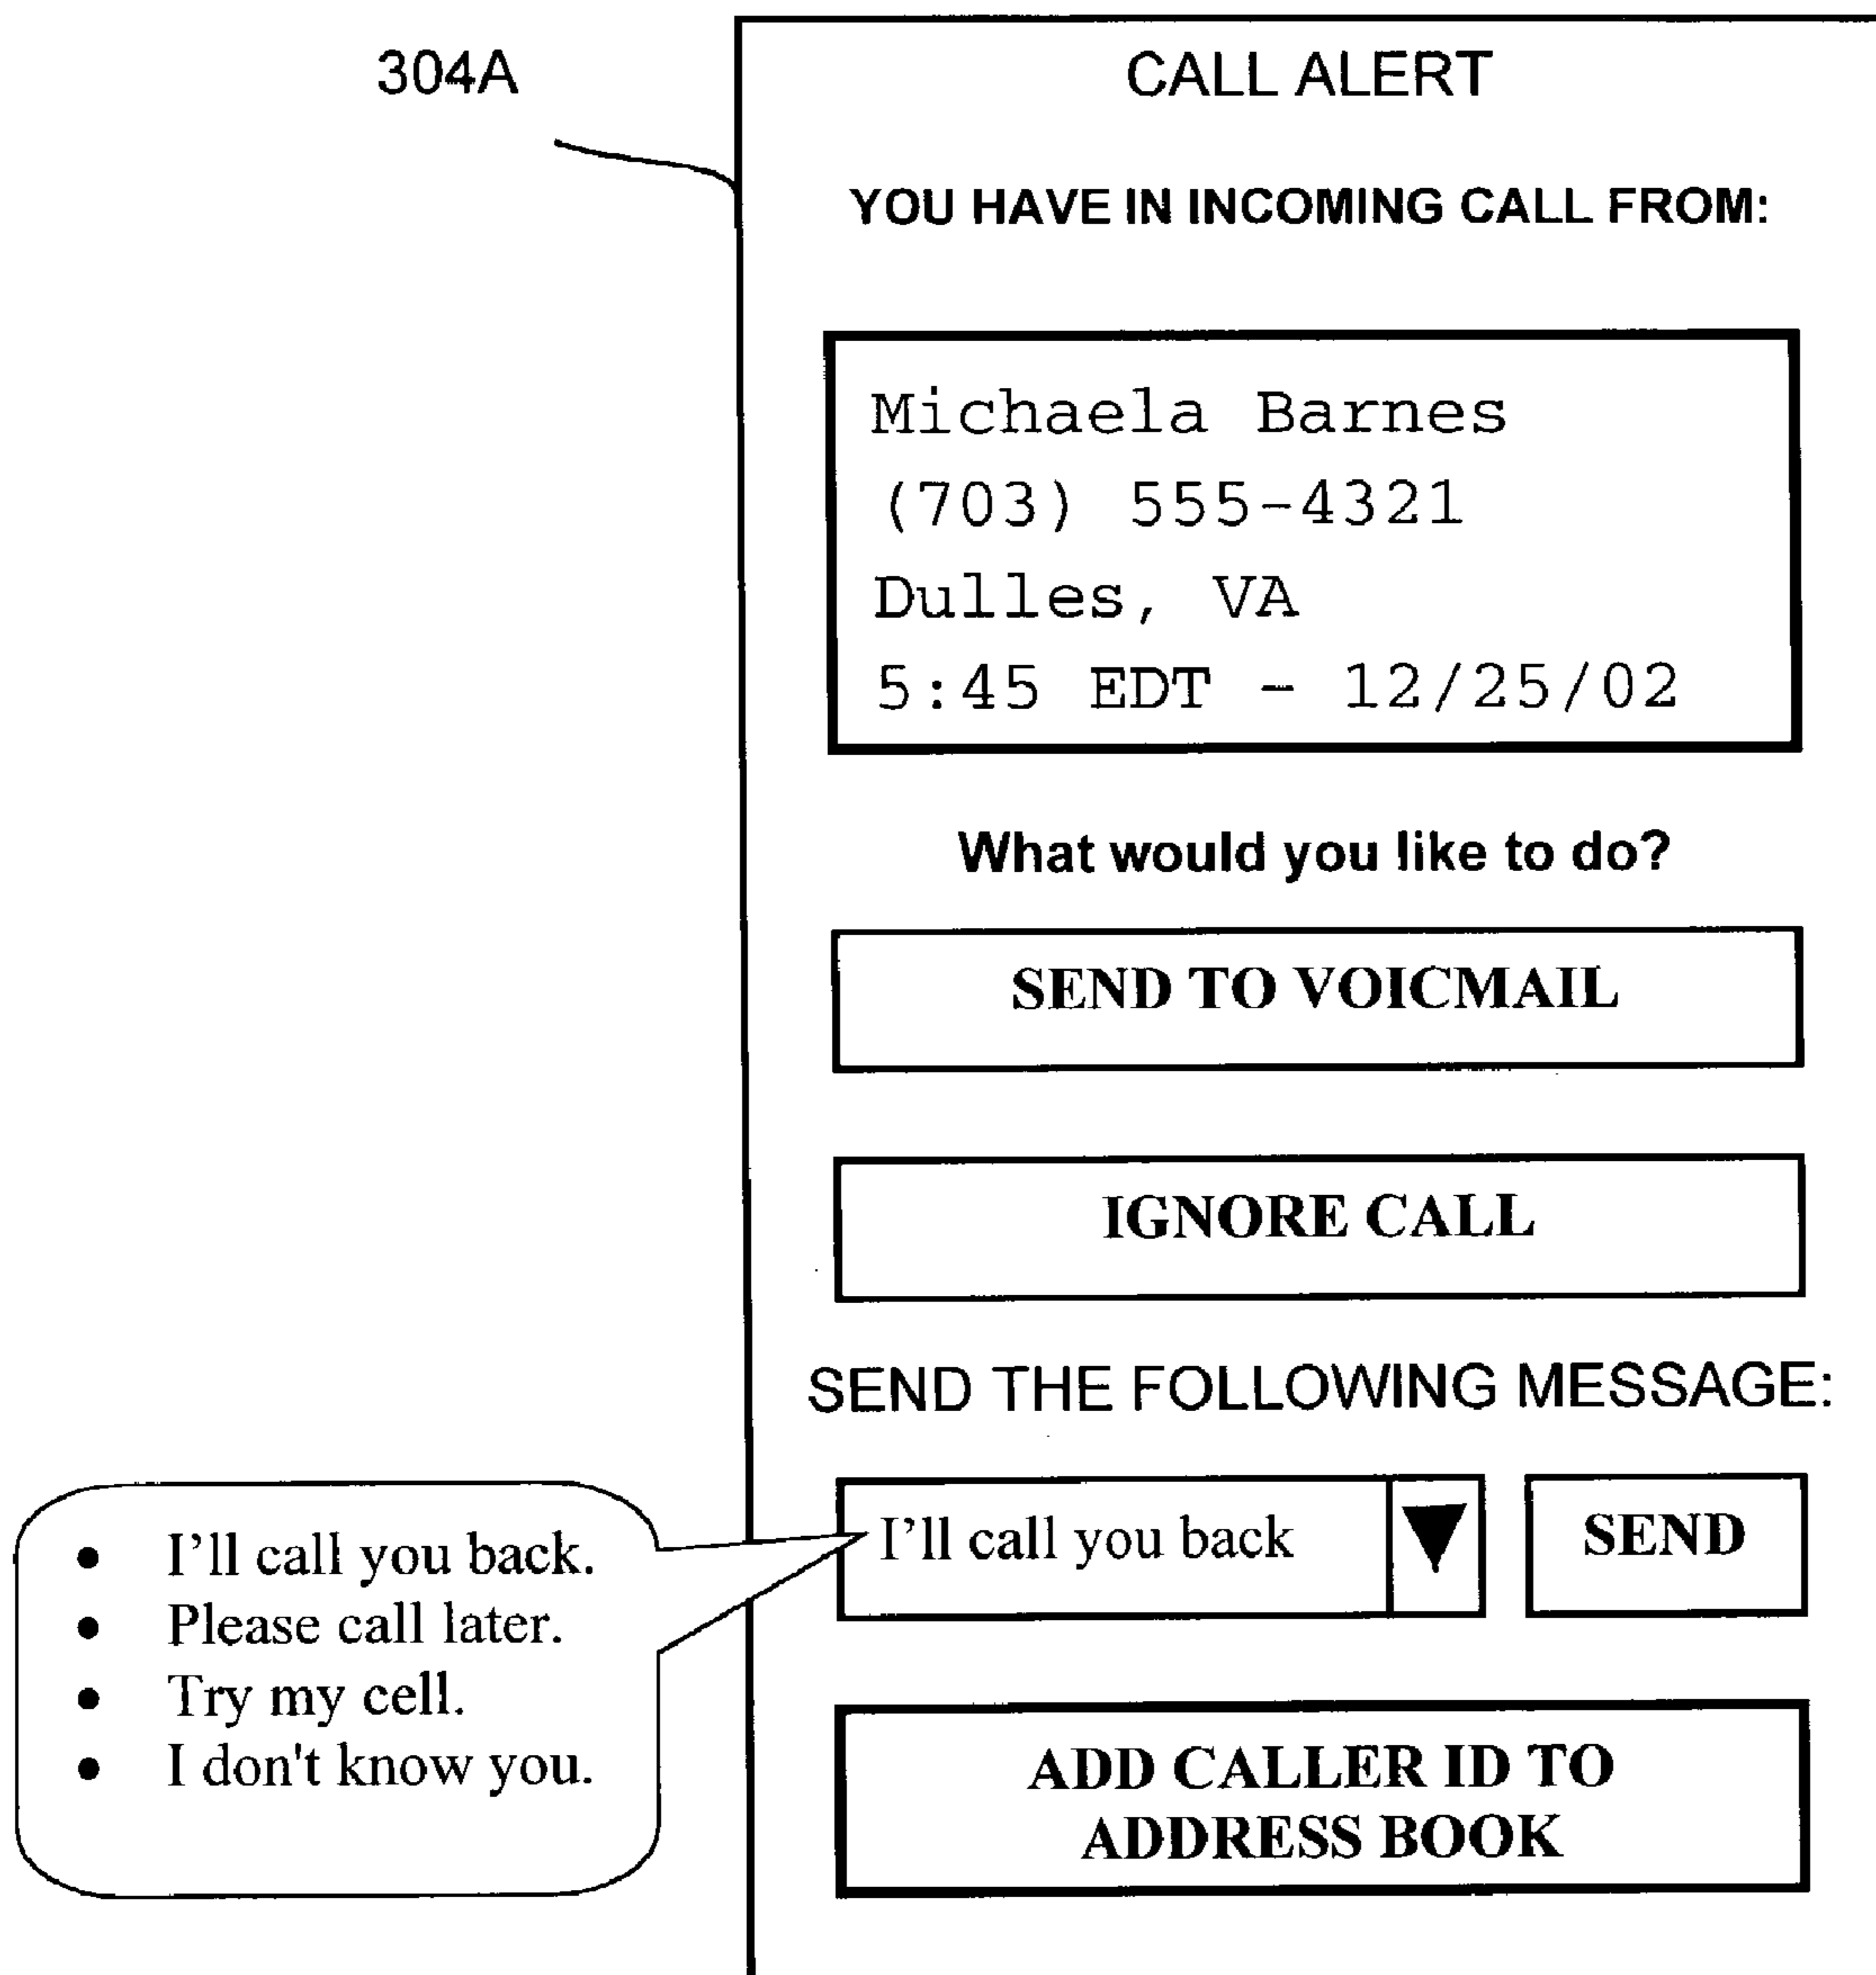 304A
CALL ALERT
YOU HAVE IN INCOMING CALL FROM:
Michaela Barnes
(703) 555-4321
Dulles, VA
5:45 EDT - 12/25/02
What would you like to do?
SEND TO VOICMAIL
IGNORE CALL
SEND THE FOLLOWING MESSAGE:
I'll call you back
SEND
• I'll call you back.
• Please call later.
• Try my cell.
• I don't know you.
ADD CALLER ID TO
ADDRESS BOOK